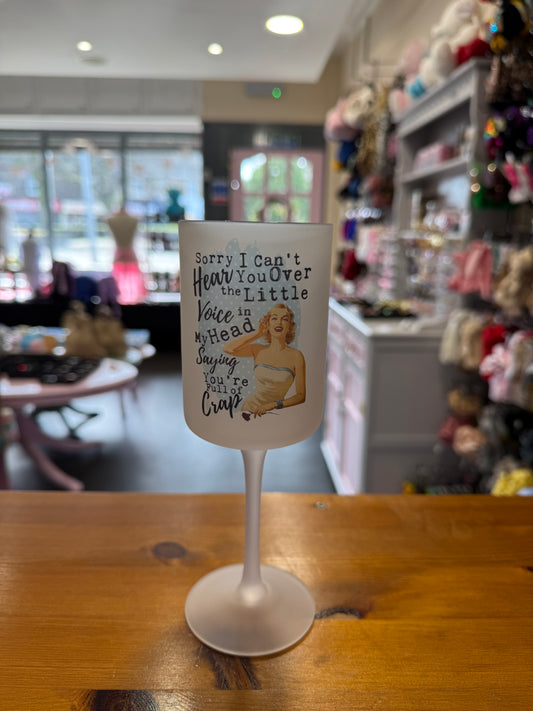 Sorry I Can't
Hear You Over
the Little
Voice in
My Head
Saying
You're
Full of
Crap